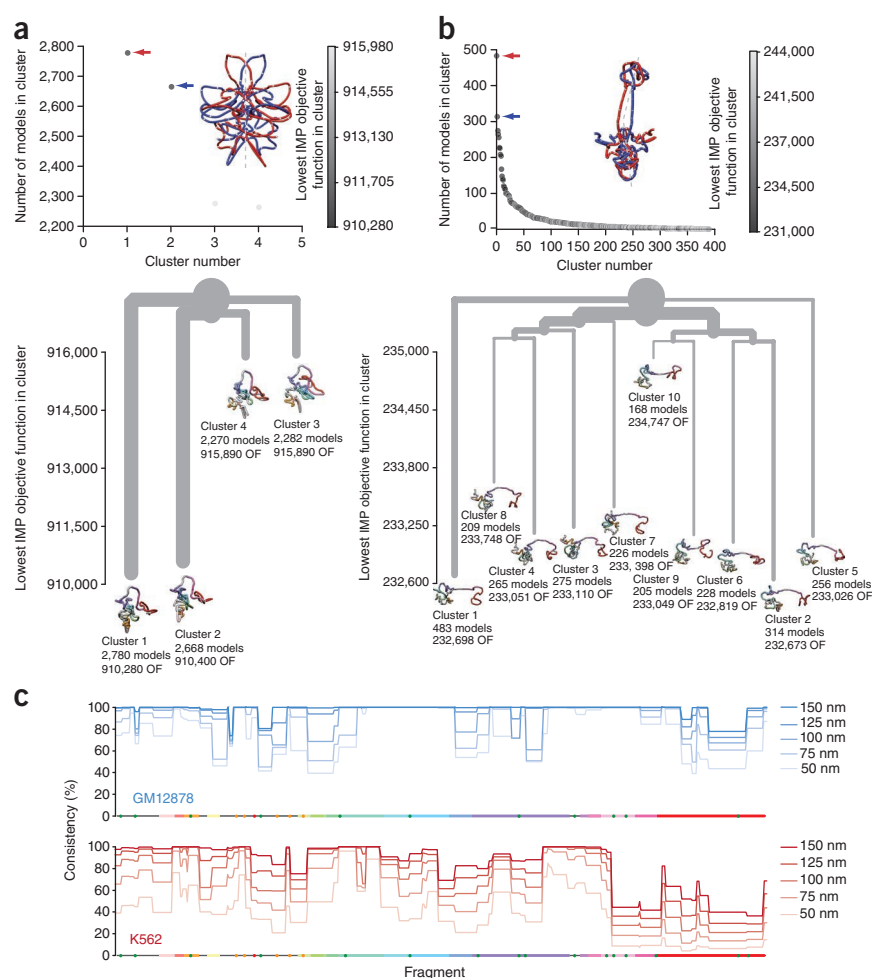 a
Number of models in cluster
2,800
2,700
2,600
2,500
2,400
2,300
2,200
0
1
2
3
4
5
Cluster number
Lowest IMP objective
function in cluster
915,980
914,555
913,130
911,705
910,280
b
Number of models in cluster
500
400
300
200
100
0
0
50
100
150
200
250
300
350
390
Cluster number
Lowest IMP objective
function in cluster
244,000
241,500
237,000
234,500
231,000
Lowest IMP objective function in cluster
916,000
914,500
913,000
911,500
910,000
Cluster 4
2,270 models
915,890 OF
Cluster 3
2,282 models
915,890 OF
Cluster 1
2,780 models
910,280 OF
Cluster 2
2,668 models
910,400 OF
Lowest IMP objective function in cluster
235,000
234,450
233,800
233,250
232,600
Cluster 10
168 models
234,747 OF
Cluster 8
209 models
233,748 OF
Cluster 4
265 models
233,051 OF
Cluster 3
275 models
233,110 OF
Cluster 7
226 models
233, 398 OF
Cluster 9
205 models
233,049 OF
Cluster 6
228 models
232,819 OF
Cluster 5
256 models
233,026 OF
Cluster 1
483 models
232,698 OF
Cluster 2
314 models
232,673 OF
c
Consistency (%)
100
80
60
40
20
0
GM12878
150 nm
125 nm
100 nm
75 nm
50 nm
100
80
60
40
20
0
K562
150 nm
125 nm
100 nm
75 nm
50 nm
Fragment